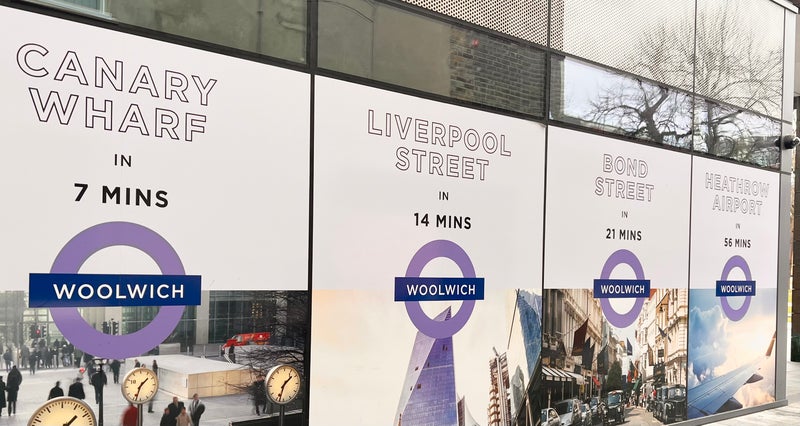 CANARY
WHARF
IN
7 MINS
WOOLWICH
LIVERPOOL
STREET
IN
14 MINS
WOOLWICH
BOND
STREET
IN
21 MINS
WOOLWICH
HEATHROW
AIRPORT
IN
56 MINS
WOOLWICH